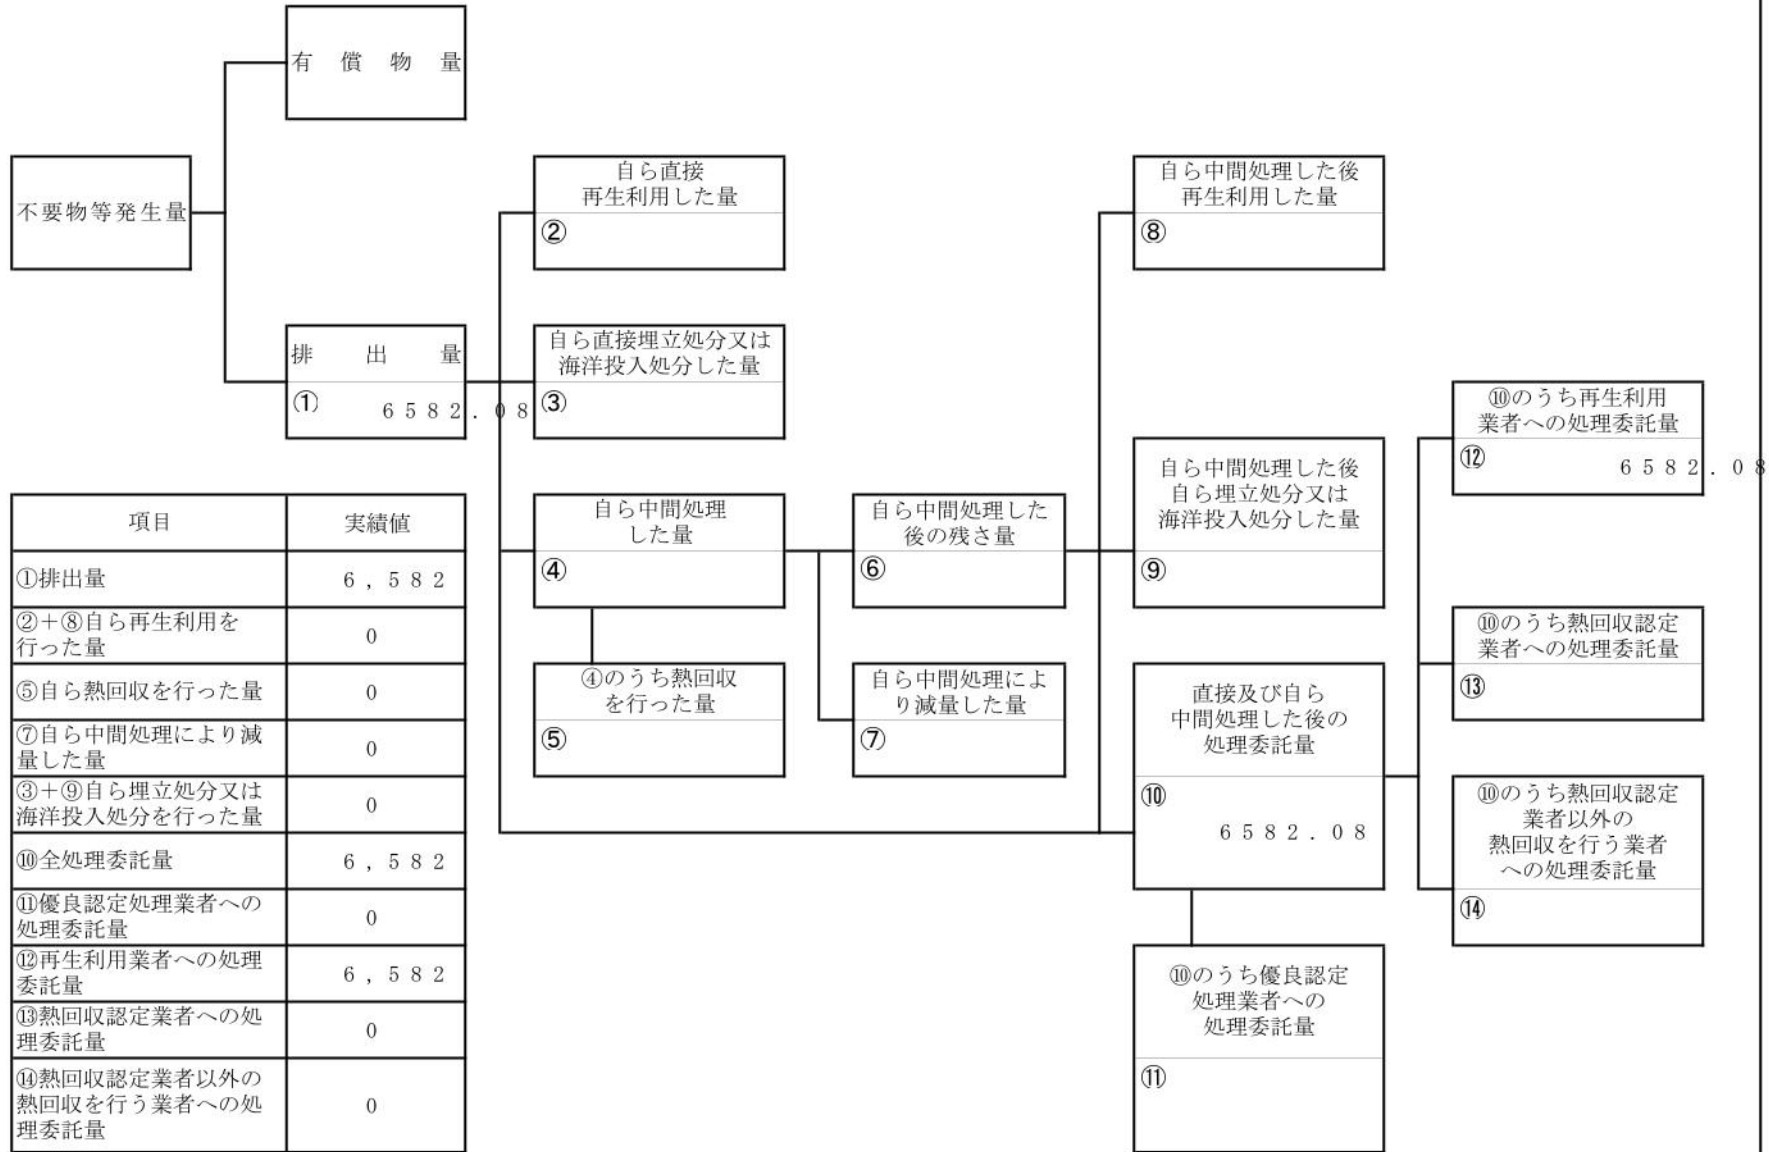 有償物量
不要物等発生量
自ら直接
再生利用した量
②
自ら中間処理した後
再生利用した量
⑧
排出量
① 6582.08
自ら直接埋立処分又は
海洋投入処分した量
③
⑩のうち再生利用
業者への処理委託量
⑫ 6582.08
自ら中間処理
した量
④
自ら中間処理した
後の残さ量
⑥
自ら中間処理した後
自ら埋立処分又は
海洋投入処分した量
⑨
④のうち熱回収
を行った量
⑤
自ら中間処理によ
り減量した量
⑦
直接及び自ら
中間処理した後の
処理委託量
⑩
6582.08
⑩のうち熱回収認定
業者への処理委託量
⑬
⑩のうち熱回収認定
業者以外の
熱回収を行う業者
への処理委託量
⑭
⑩のうち優良認定
処理業者への
処理委託量
⑪
項目 実績値
①排出量 6,582
②+⑧自ら再生利用を
行った量 0
⑤自ら熱回収を行った量 0
⑦自ら中間処理により減
量した量 0
③+⑨自ら埋立処分又は
海洋投入処分を行った量 0
⑩全処理委託量 6,582
⑪優良認定処理業者への
処理委託量 0
⑫再生利用業者への処理
委託量 6,582
⑬熱回収認定業者への処
理委託量 0
⑭熱回収認定業者以外の
熱回収を行う業者への処
理委託量 0